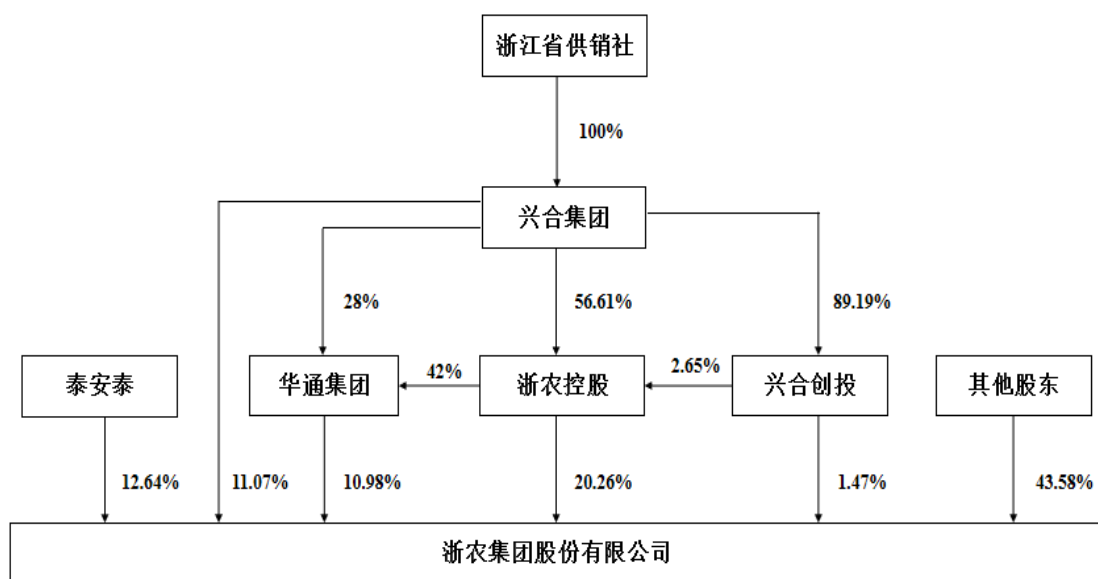 浙江省供销社
100%
兴合集团
28%
56.61%
89.19%
泰安泰
华通集团
42%
浙农控股
2.65%
兴合创投
其他股东
12.64%
11.07%
10.98%
20.26%
1.47%
43.58%
浙农集团股份有限公司